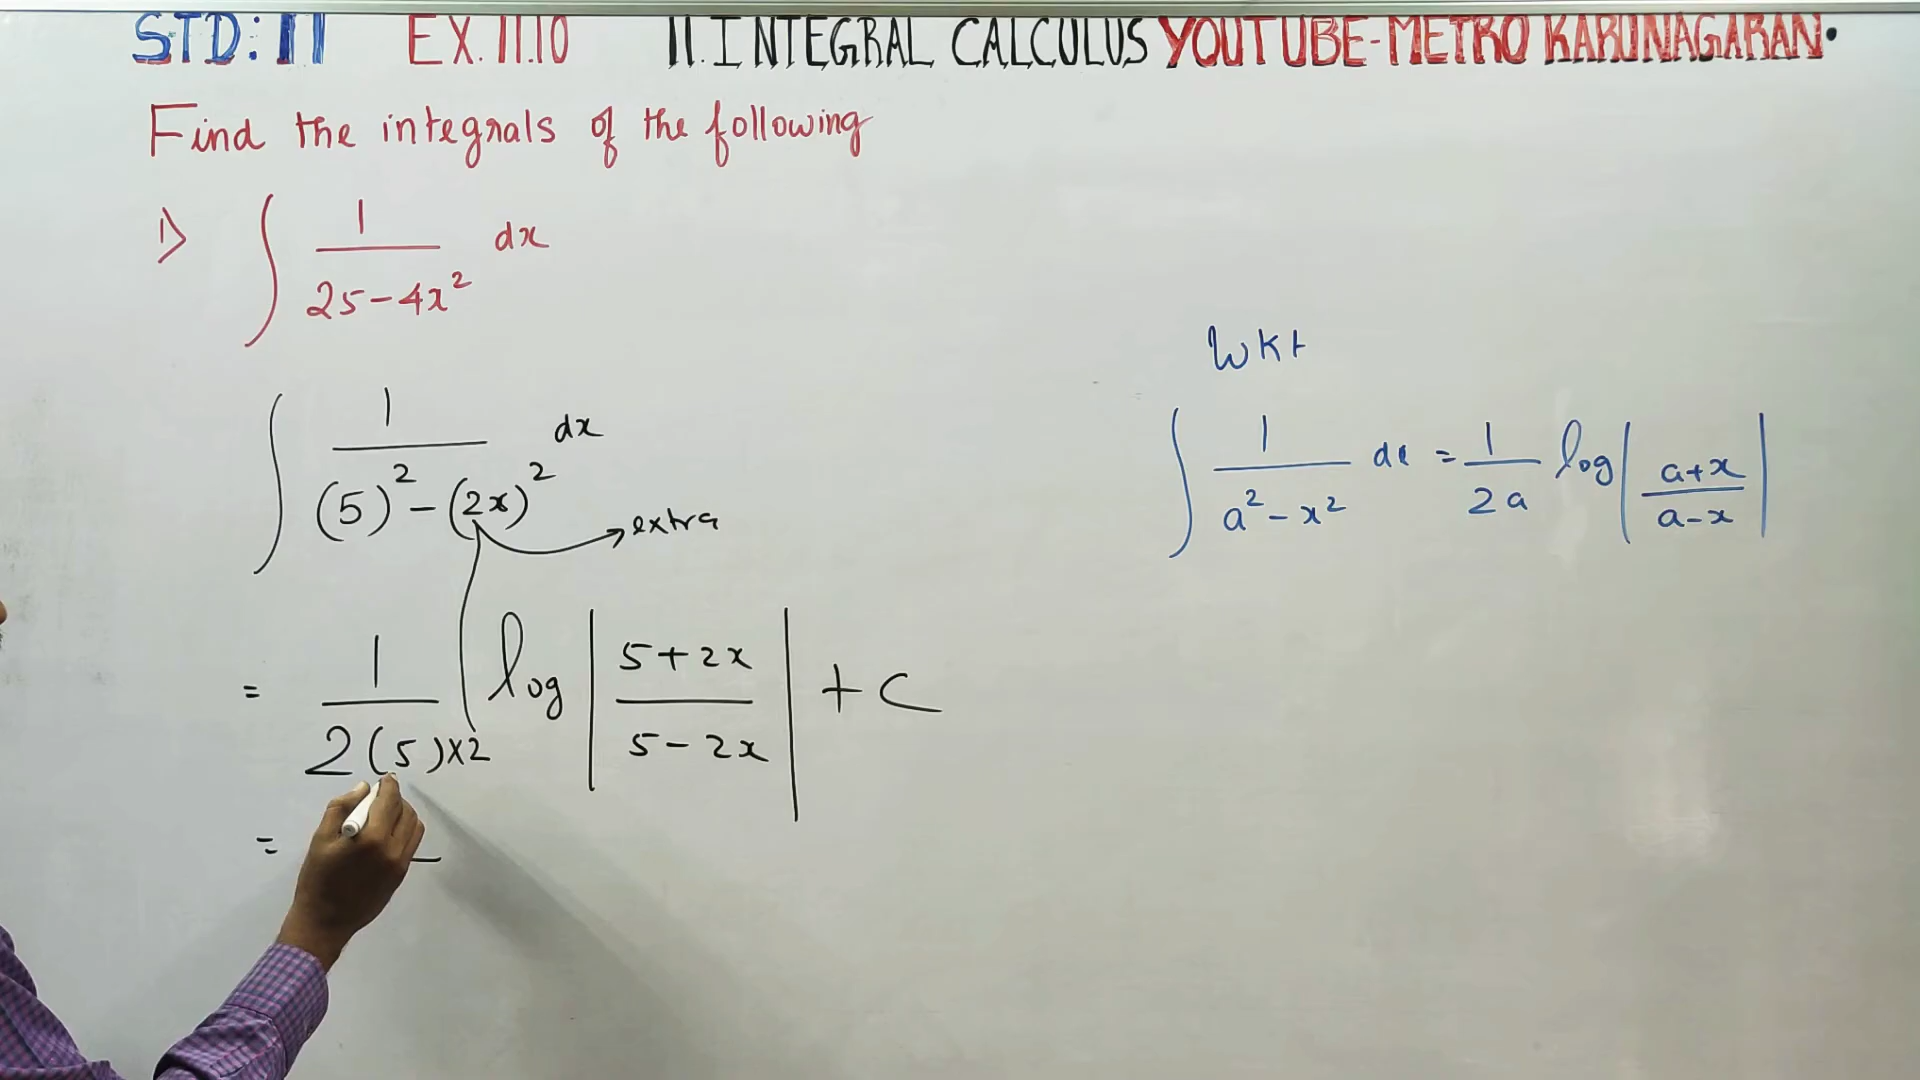 STD: 11 EX. 11.10 11. INTEGRAL CALCULUS YOUTUBE-METRO KARUNAGARAN.
Find the integrals of the following
1) ∫ 1/(25-4x²) dx
Wkt
∫ 1/((5)²-(2x)²) dx
→ extra
∫ 1/(a²-x²) dx = 1/2a log |(a+x)/(a-x)|
= 1/(2(5)×2) log |(5+2x)/(5-2x)| + c
=